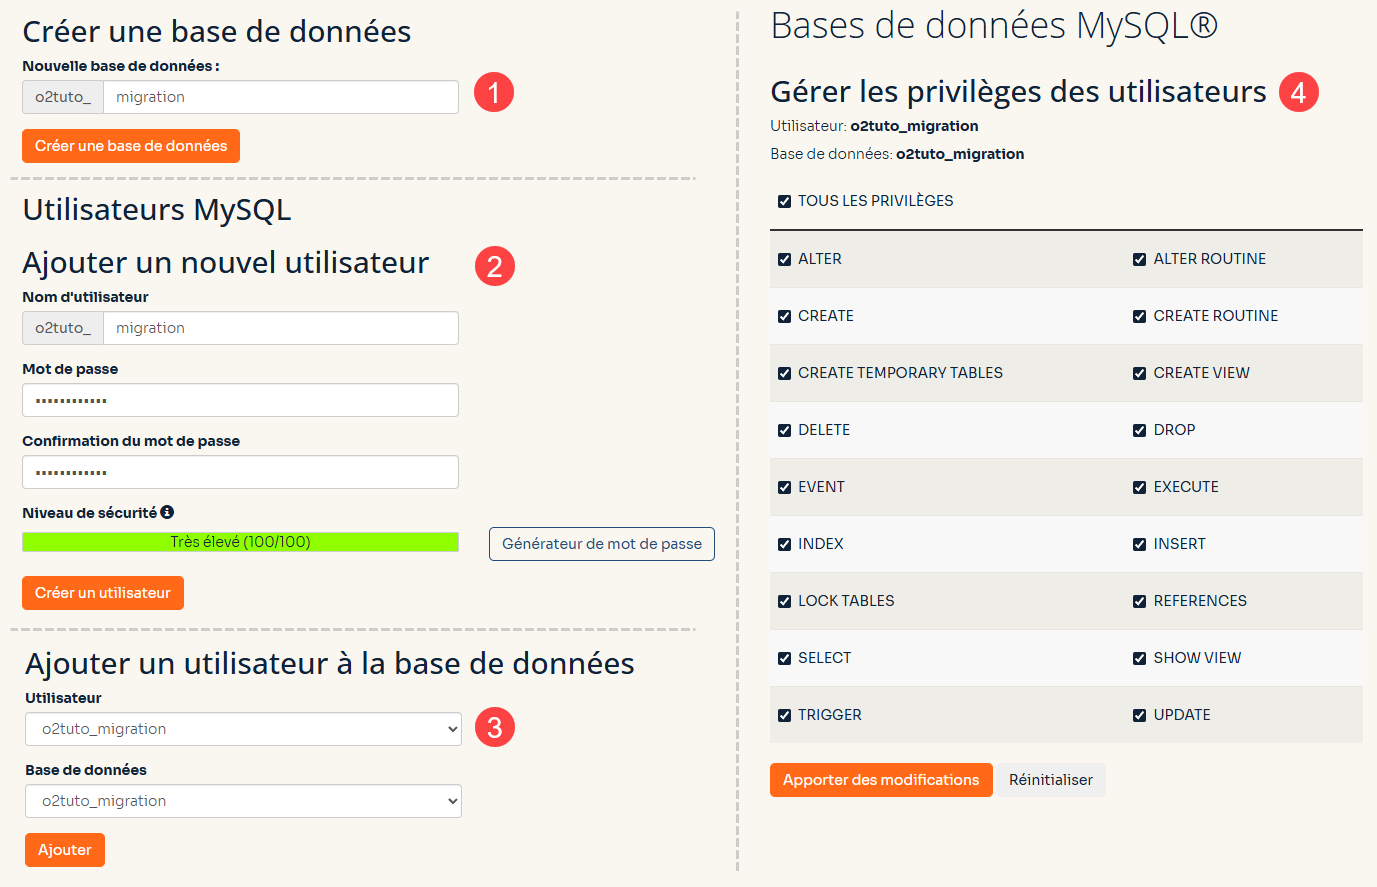 Créer une base de données
Nouvelle base de données :
o2tuto_ migration
1
Créer une base de données
Utilisateurs MySQL
Ajouter un nouvel utilisateur
2
Nom d'utilisateur
o2tuto_ migration
Mot de passe
••••••••••••
Confirmation du mot de passe
••••••••••••
Niveau de sécurité
Très élevé (100/100)
Générateur de mot de passe
Créer un utilisateur
Ajouter un utilisateur à la base de données
Utilisateur
o2tuto_migration
3
Base de données
o2tuto_migration
Ajouter
Bases de données MySQL®
Gérer les privilèges des utilisateurs
4
Utilisateur: o2tuto_migration
Base de données: o2tuto_migration
TOUS LES PRIVILÈGES
ALTER ALTER ROUTINE
CREATE CREATE ROUTINE
CREATE TEMPORARY TABLES CREATE VIEW
DELETE DROP
EVENT EXECUTE
INDEX INSERT
LOCK TABLES REFERENCES
SELECT SHOW VIEW
TRIGGER UPDATE
Apporter des modifications Réinitialiser